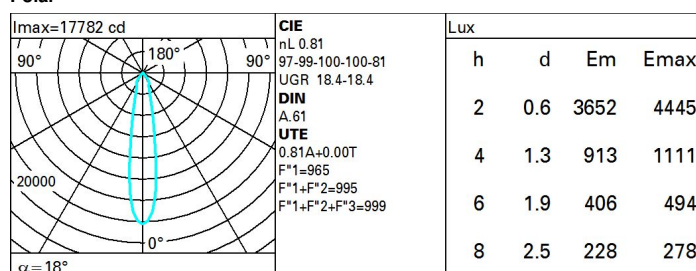 Imax=17782 cd
90° 180° 90°
20000
0°
α=18°
CIE
nL 0.81
97-99-100-100-81
UGR 18.4-18.4
DIN
A.61
UTE
0.81A+0.00T
F"1=965
F"1+F"2=995
F"1+F"2+F"3=999
Lux
h d Em Emax
2 0.6 3652 4445
4 1.3 913 1111
6 1.9 406 494
8 2.5 228 278